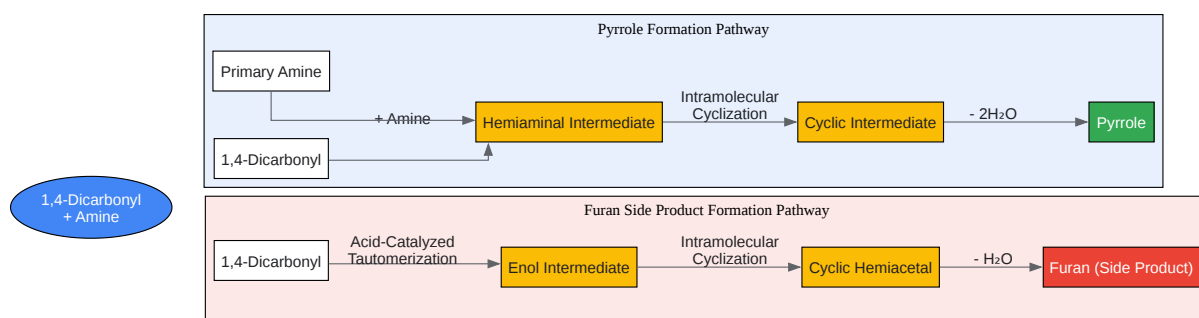 Pyrrole Formation Pathway
Primary Amine
+ Amine
Hemiaminal Intermediate
Intramolecular
Cyclization
Cyclic Intermediate
- 2H₂O
Pyrrole
1,4-Dicarbonyl
1,4-Dicarbonyl
+ Amine
Furan Side Product Formation Pathway
1,4-Dicarbonyl
Acid-Catalyzed
Tautomerization
Enol Intermediate
Intramolecular
Cyclization
Cyclic Hemiacetal
- H₂O
Furan (Side Product)